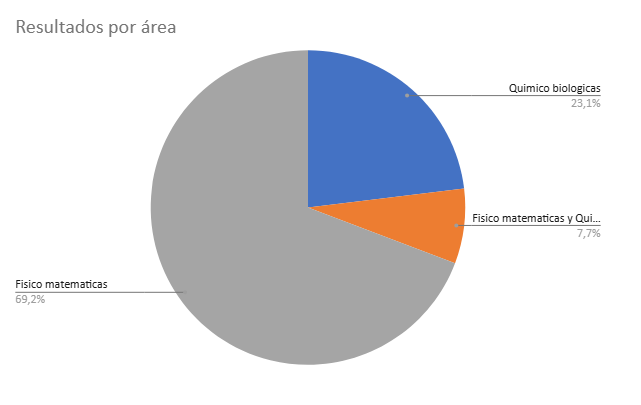 Resultados por área
Quimico biologicas
23,1%
Fisico matematicas y Qui...
7,7%
Fisico matematicas
69,2%